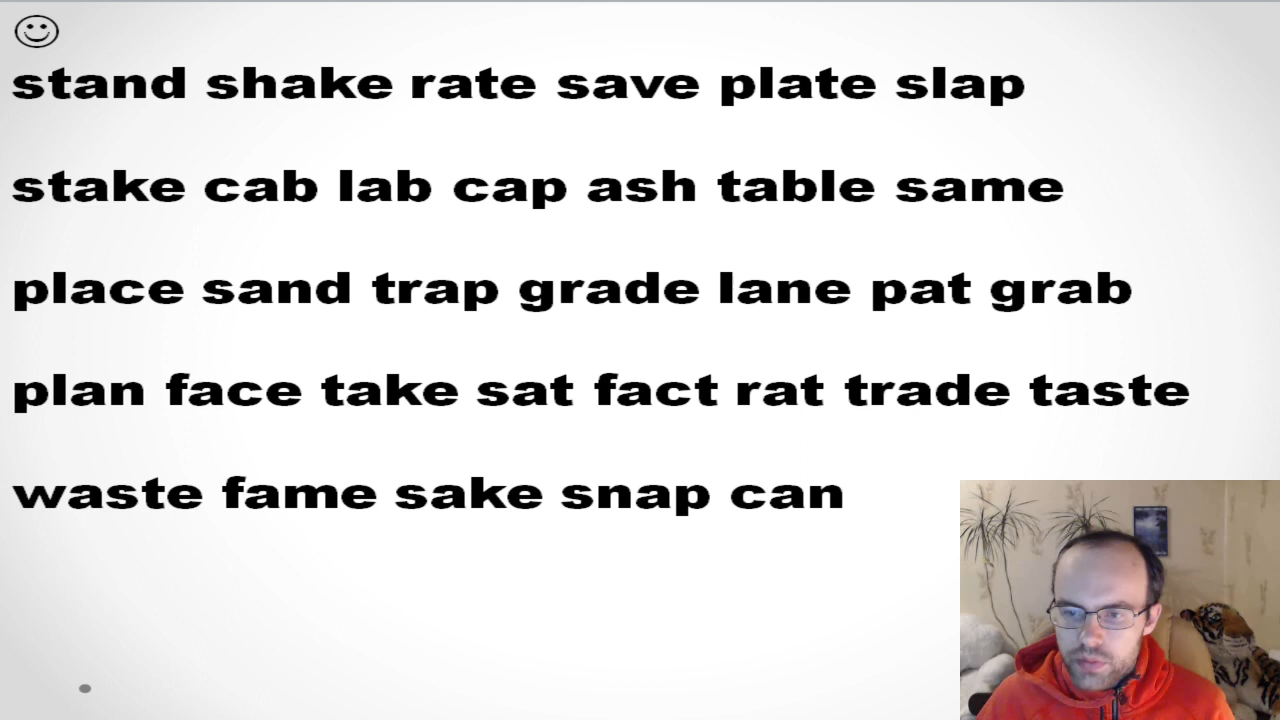 stand shake rate save plate slap
stake cab lab cap ash table same
place sand trap grade lane pat grab
plan face take sat fact rat trade taste
waste fame sake snap can